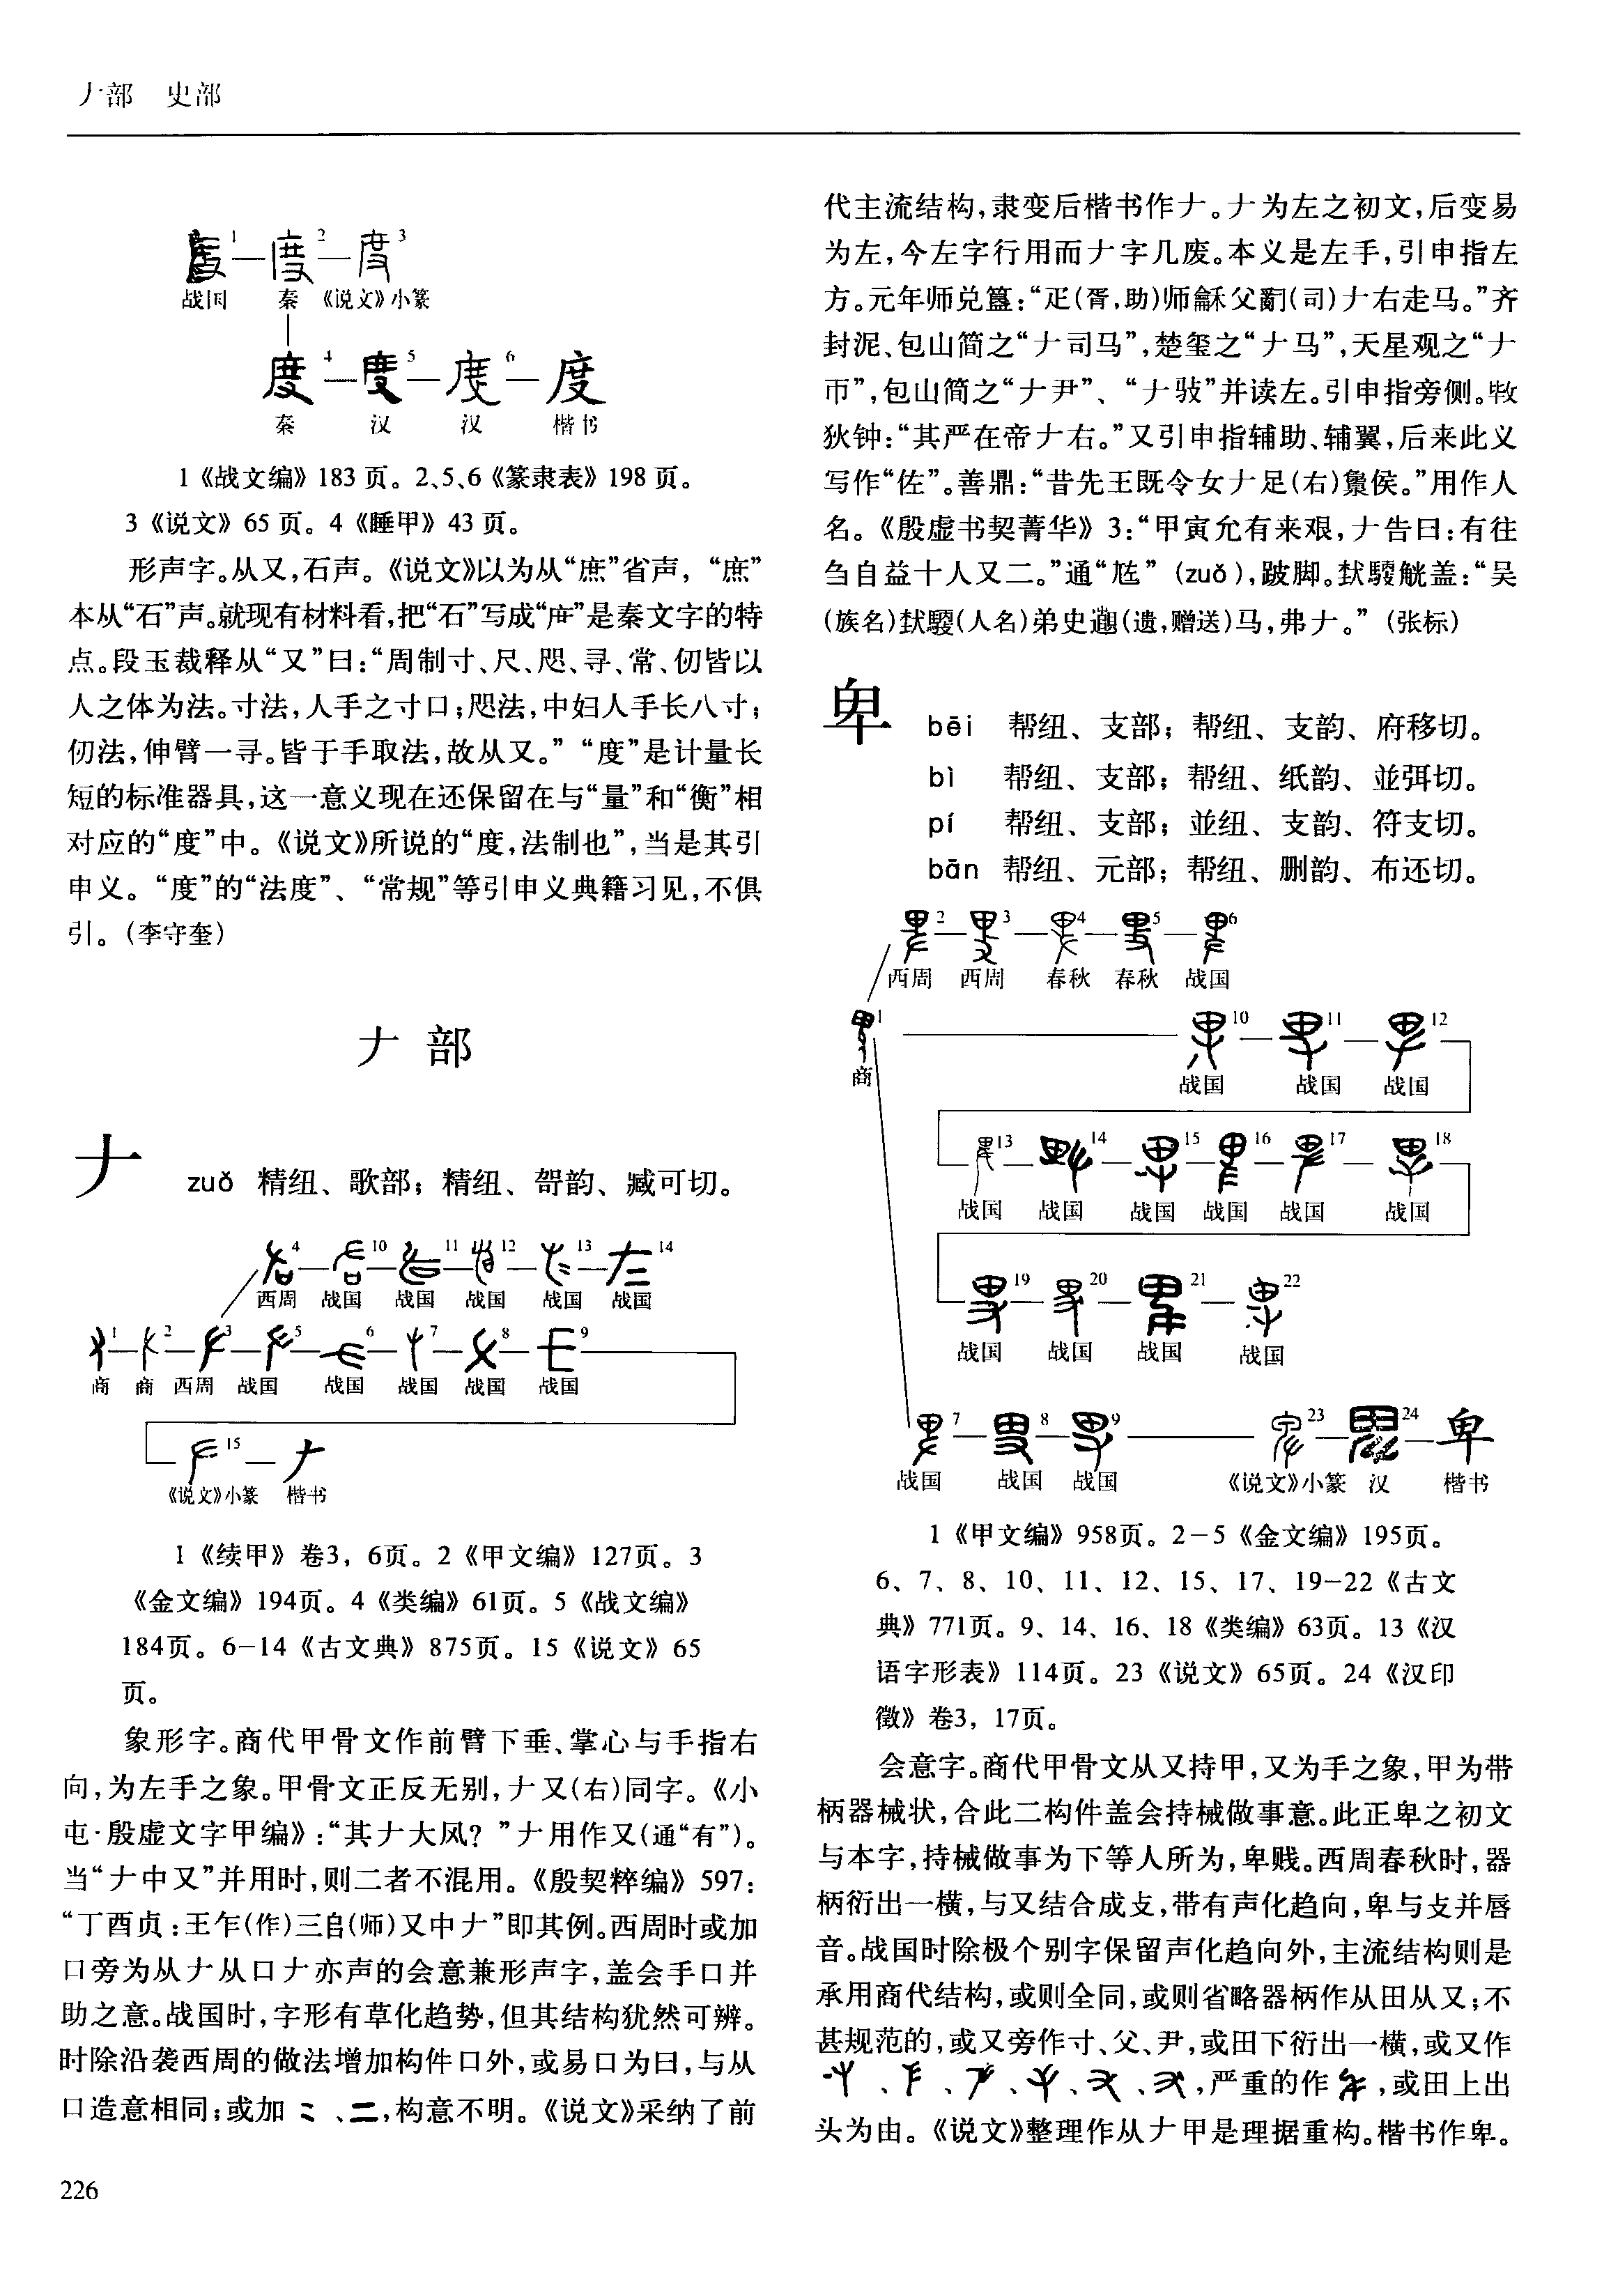 𠂇部 史部
1 2 3
战国 秦 《说文》小篆
4 5 6 度
秦 汉 汉 楷书
1《战文编》183页。2、5、6《篆隶表》198页。
3《说文》65页。4《睡甲》43页。
形声字。从又，石声。《说文》以为从“庶”省声，“庶”
本从“石”声。就现有材料看，把“石”写成“庐”是秦文字的特
点。段玉裁释从“又”曰：“周制寸、尺、咫、寻、常、仞皆以
人之体为法。寸法，人手之寸口；咫法，中妇人手长八寸；
仞法，伸臂一寻。皆于手取法，故从又。”“度”是计量长
短的标准器具，这一意义现在还保留在与“量”和“衡”相
对应的“度”中。《说文》所说的“度，法制也”，当是其引
申义。“度”的“法度”、“常规”等引申义典籍习见，不俱
引。（李守奎）
𠂇部
𠂇 zuǒ 精纽、歌部；精纽、哿韵、臧可切。
4 10 11 12 13 14
西周 战国 战国 战国 战国 战国
1 2 3 5 6 7 8 9
商 商 西周 战国 战国 战国 战国 战国
15 𠂇
《说文》小篆 楷书
1《续甲》卷3，6页。2《甲文编》127页。3
《金文编》194页。4《类编》61页。5《战文编》
184页。6－14《古文典》875页。15《说文》65
页。
象形字。商代甲骨文作前臂下垂、掌心与手指右
向，为左手之象。甲骨文正反无别，𠂇又(右)同字。《小
屯·殷虚文字甲编》：“其𠂇大风？”𠂇用作又(通“有”)。
当“𠂇中又”并用时，则二者不混用。《殷契粹编》597：
“丁酉贞：王乍(作)三𠂤(师)又中𠂇”即其例。西周时或加
口旁为从𠂇从口𠂇亦声的会意兼形声字，盖会手口并
助之意。战国时，字形有草化趋势，但其结构犹然可辨。
时除沿袭西周的做法增加构件口外，或易口为曰，与从
口造意相同；或加 、二，构意不明。《说文》采纳了前
226
代主流结构，隶变后楷书作𠂇。𠂇为左之初文，后变易
为左，今左字行用而𠂇字几废。本义是左手，引申指左
方。元年师兑簋：“疋(胥，助)师龢父𤔲(司)𠂇右走马。”齐
封泥、包山简之“𠂇司马”，楚玺之“𠂇马”，天星观之“𠂇
帀”，包山简之“𠂇尹”、“𠂇𩢧”并读左。引申指旁侧。㪤
狄钟：“其严在帝𠂇右。”又引申指辅助、辅翼，后来此义
写作“佐”。善鼎：“昔先王既令女𠂇足(右)𩁹侯。”用作人
名。《殷虚书契菁华》3：“甲寅允有来艰，𠂇告曰：有往
刍自益十人又二。”通“尪”（zuǒ），跛脚。㺇驭觥盖：“吴
(族名)㺇驭(人名)弟史遣(遗，赠送)马，弗𠂇。”（张标）
卑 bēi 帮纽、支部；帮纽、支韵、府移切。
bì 帮纽、支部；帮纽、纸韵、並弭切。
pí 帮纽、支部；並纽、支韵、符支切。
bān 帮纽、元部；帮纽、删韵、布还切。
2 3 4 5 6
西周 西周 春秋 春秋 战国
1 10 11 12
商 战国 战国 战国
13 14 15 16 17 18
战国 战国 战国 战国 战国 战国
19 20 21 22
战国 战国 战国 战国
7 8 9 23 24 卑
战国 战国 战国 《说文》小篆 汉 楷书
1《甲文编》958页。2－5《金文编》195页。
6、7、8、10、11、12、15、17、19－22《古文
典》771页。9、14、16、18《类编》63页。13《汉
语字形表》114页。23《说文》65页。24《汉印
徵》卷3，17页。
会意字。商代甲骨文从又持甲，又为手之象，甲为带
柄器械状，合此二构件盖会持械做事意。此正卑之初文
与本字，持械做事为下等人所为，卑贱。西周春秋时，器
柄衍出一横，与又结合成攴，带有声化趋向，卑与攴并唇
音。战国时除极个别字保留声化趋向外，主流结构则是
承用商代结构，或则全同，或则省略器柄作从田从又；不
甚规范的，或又旁作寸、父、尹，或田下衍出一横，或又作
、 、 、 、 、 ，严重的作 ，或田上出
头为由。《说文》整理作从𠂇甲是理据重构。楷书作卑。